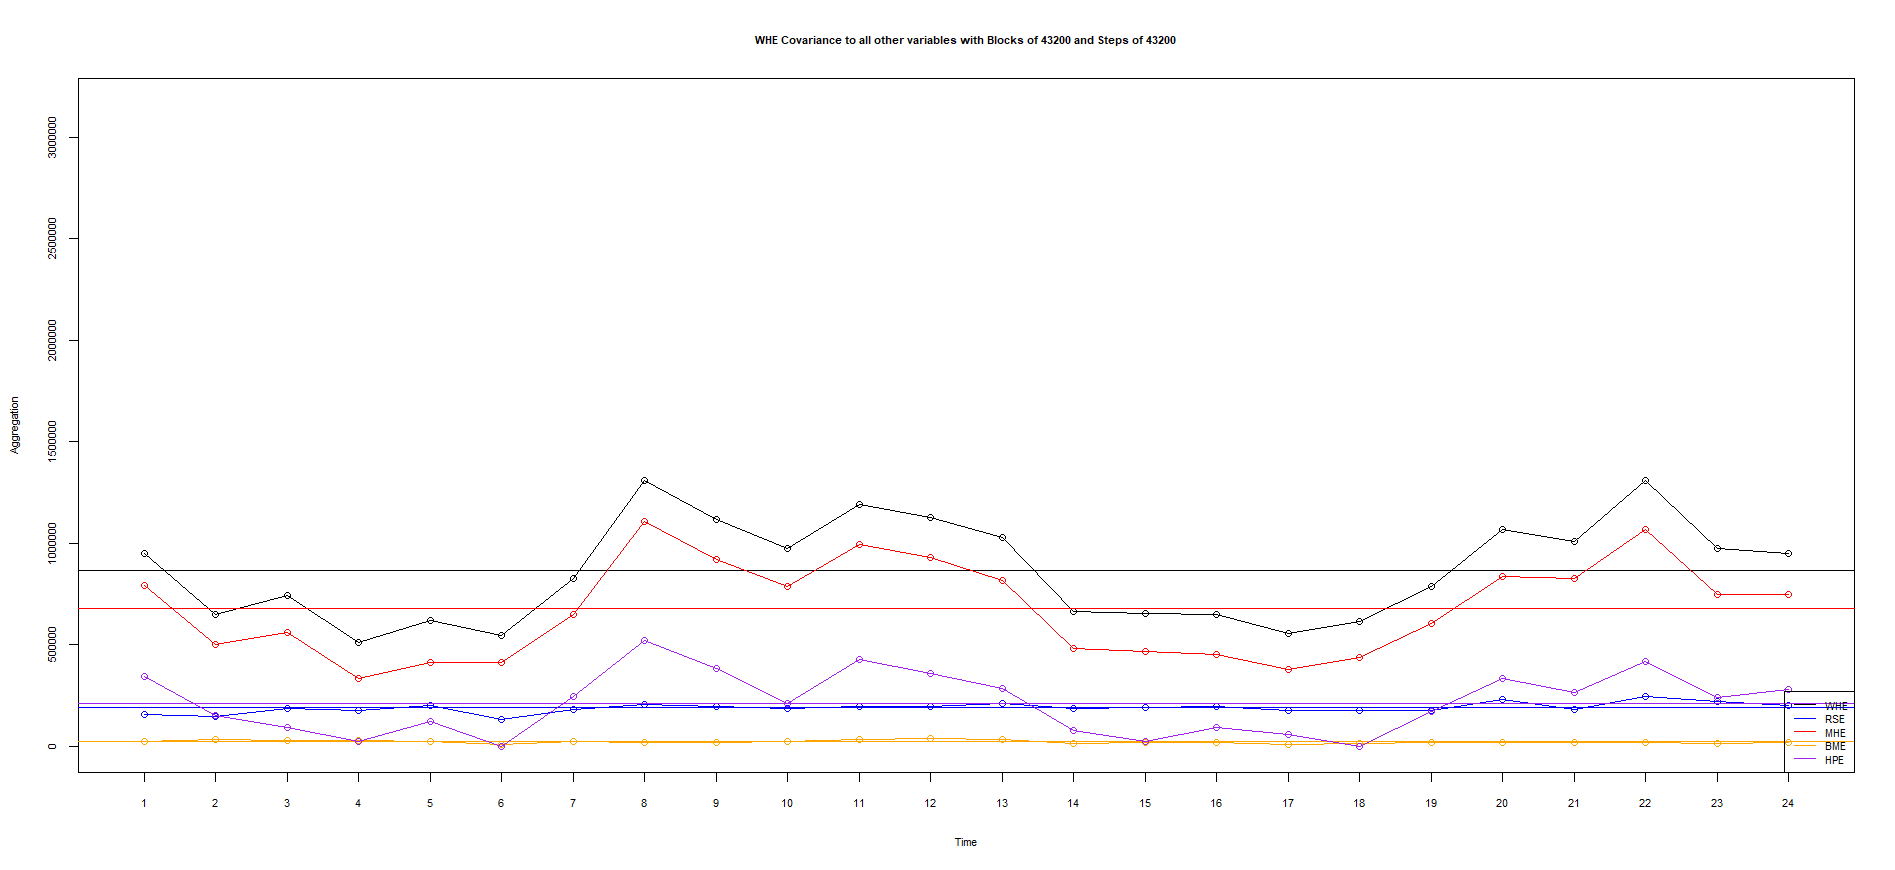 WHE Covariance to all other variables with Blocks of 43200 and Steps of 43200
3000000
2500000
2000000
1500000
1000000
500000
0
Aggregation
WHE
RSE
MHE
BME
HPE
1 2 3 4 5 6 7 8 9 10 11 12 13 14 15 16 17 18 19 20 21 22 23 24
Time